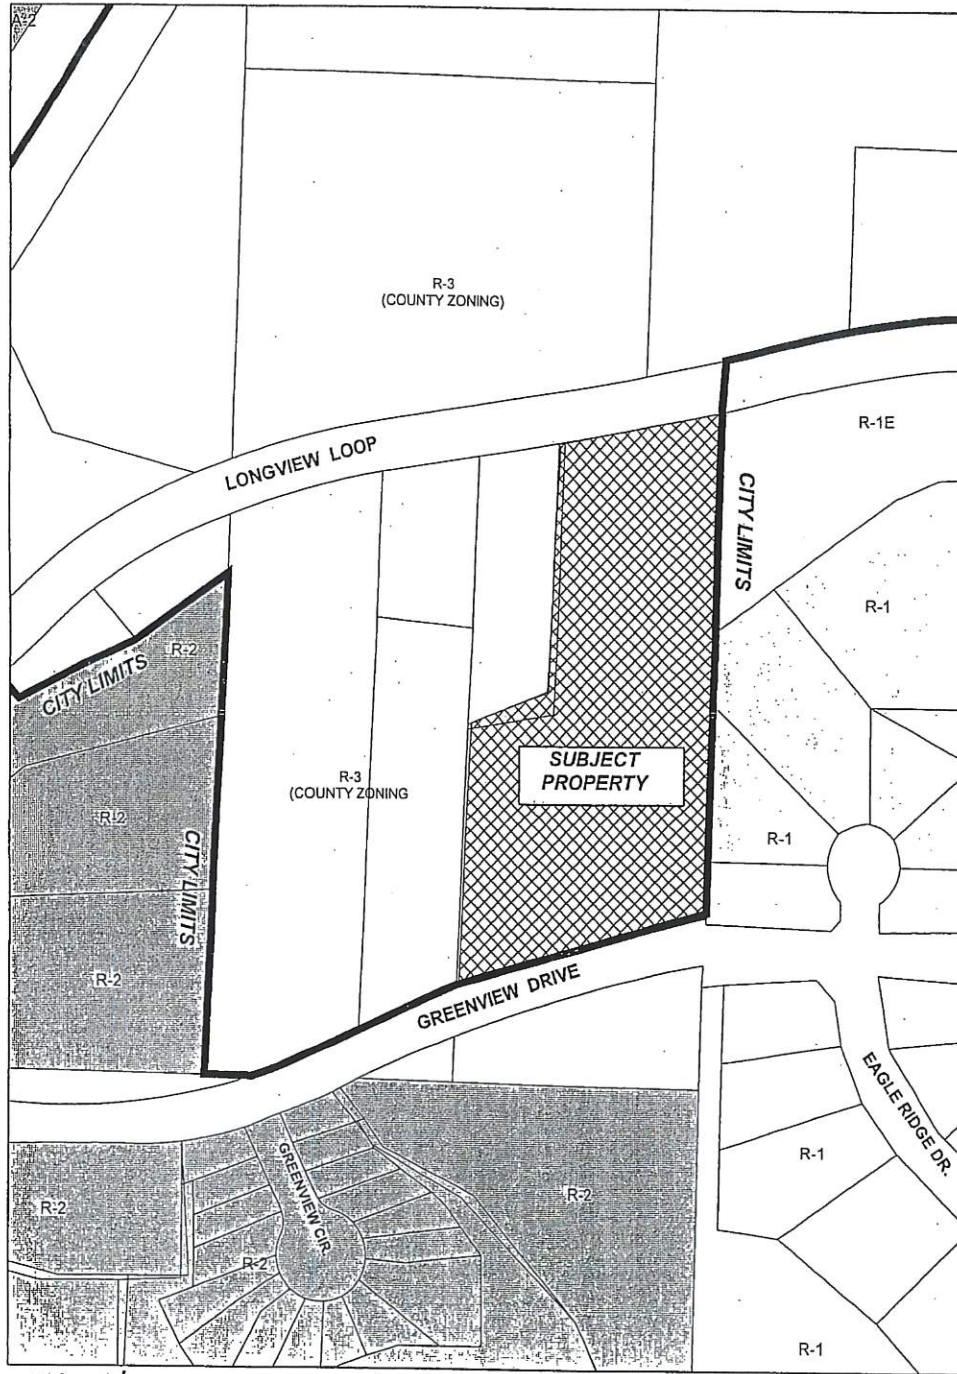 A-2
R-3
(COUNTY ZONING)
LONGVIEW LOOP
R-1E
CITY LIMITS
R-1
R-2
CITY LIMITS
SUBJECT
PROPERTY
R-3
(COUNTY ZONING
R-2
CITY LIMITS
R-1
R-2
GREENVIEW DRIVE
EAGLE RIDGE DR.
GREENVIEW CIR.
R-1
R-2
R-2
R-2
R-1